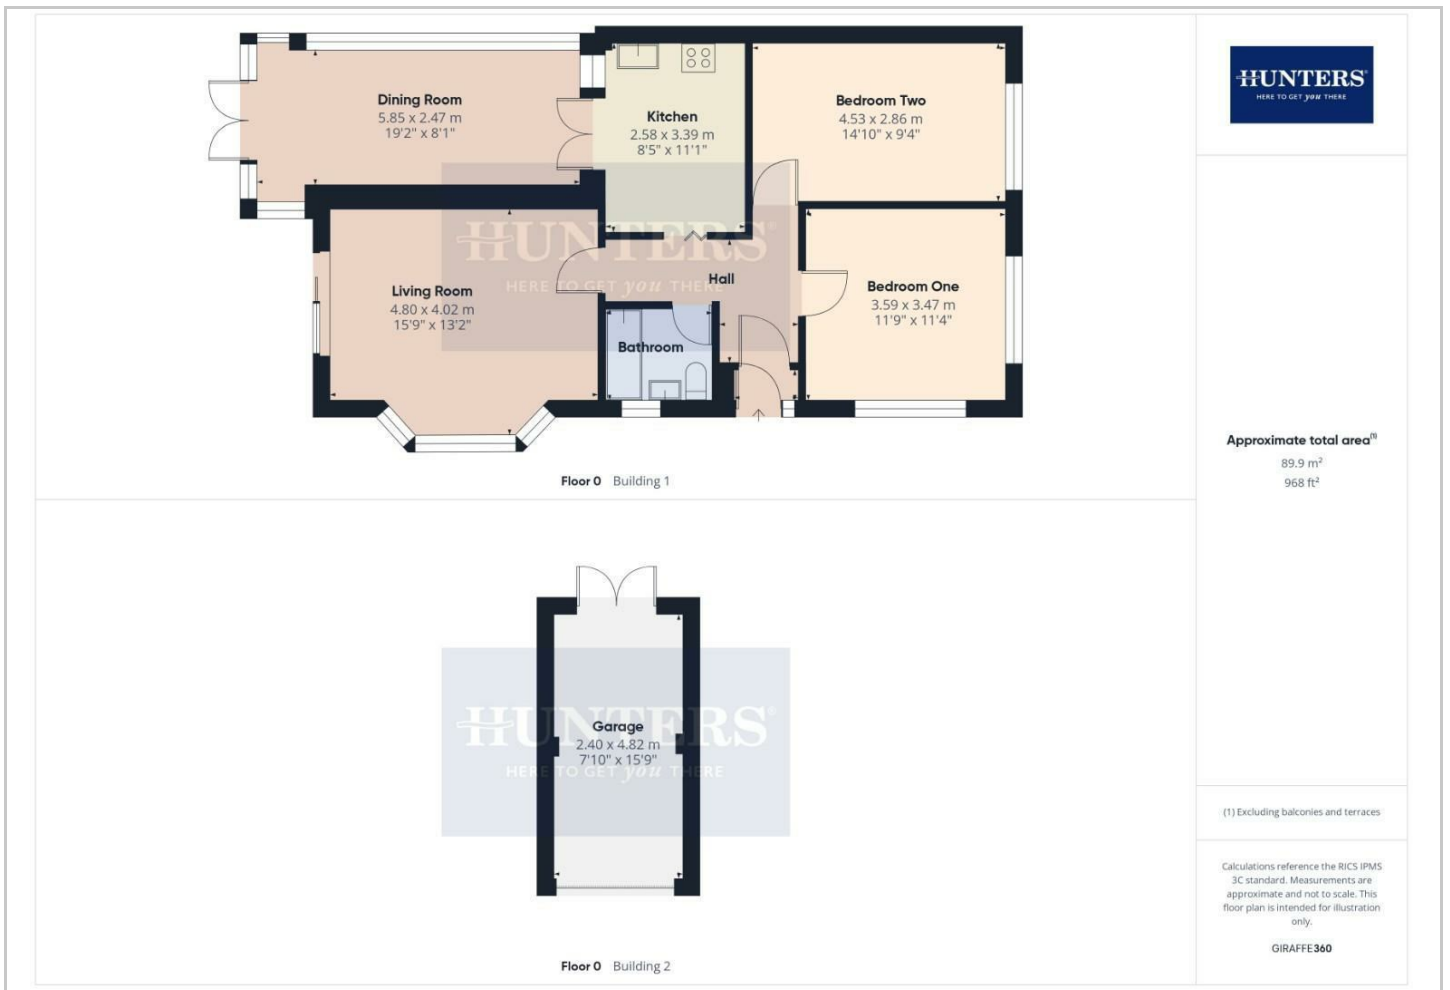 Dining Room
5.85 x 2.47 m
19'2" x 8'1"
Kitchen
2.58 x 3.39 m
8'5" x 11'1"
Bedroom Two
4.53 x 2.86 m
14'10" x 9'4"
Living Room
4.80 x 4.02 m
15'9" x 13'2"
Hall
Bathroom
Bedroom One
3.59 x 3.47 m
11'9" x 11'4"
HUNTERS®
HERE TO GET you THERE
Floor 0 Building 1
Garage
2.40 x 4.82 m
7'10" x 15'9"
HUNTERS®
HERE TO GET you THERE
Floor 0 Building 2
HUNTERS®
HERE TO GET you THERE
Approximate total area(1)
89.9 m²
968 ft²
(1) Excluding balconies and terraces
Calculations reference the RICS IPMS
3C standard. Measurements are
approximate and not to scale. This
floor plan is intended for illustration
only.
GIRAFFE360